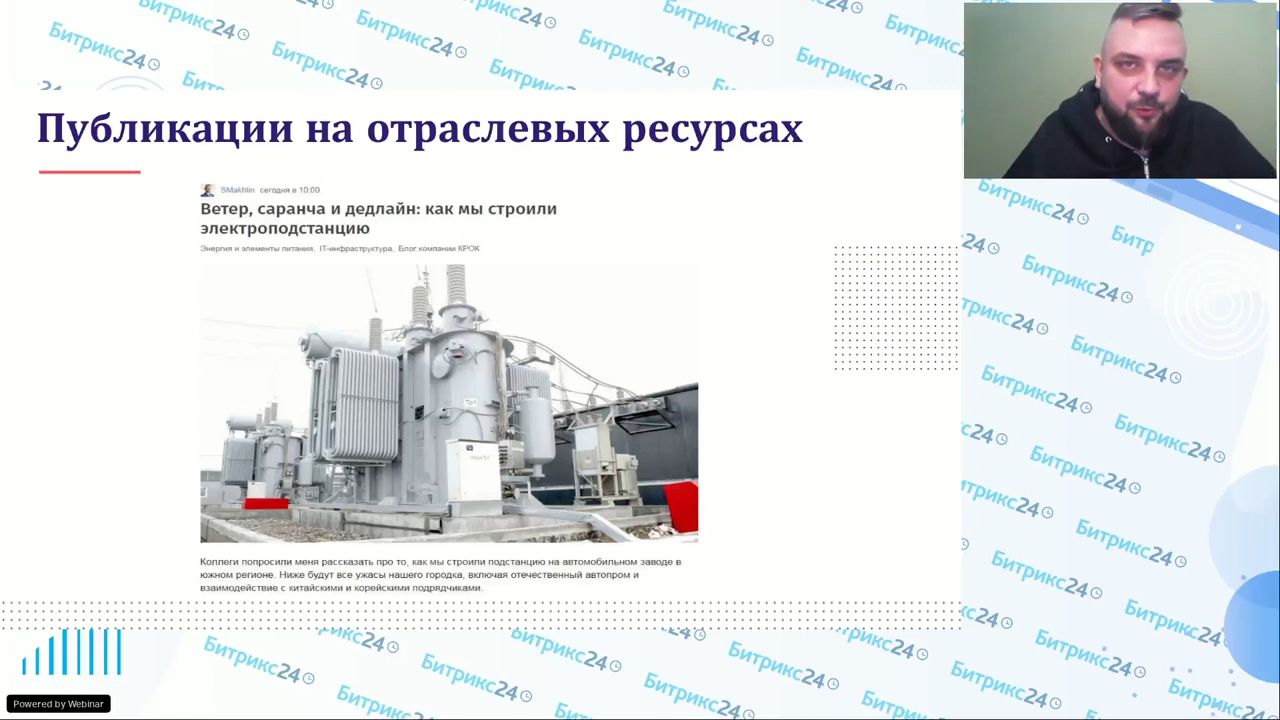 Публикации на отраслевых ресурсах
SMakhlin сегодня в 10:00
Ветер, саранча и дедлайн: как мы строили
электроподстанцию
Энергия и элементы питания, IT-инфраструктура, Блог компании КРОК
Тр1
Коллеги попросили меня рассказать про то, как мы строили подстанцию на автомобильном заводе в
южном регионе. Ниже будут все ужасы нашего городка, включая отечественный автопром и
взаимодействие с китайскими и корейскими подрядчиками.
Битрикс24
Powered by Webinar